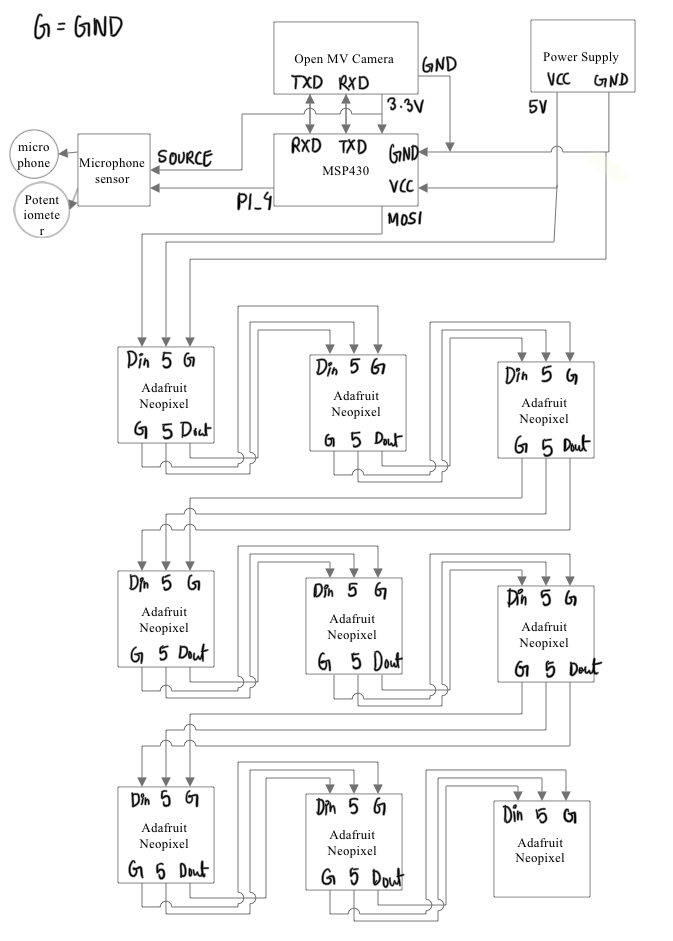 G = GND
Open MV Camera
TXD RXD
GND
3.3V
Power Supply
VCC GND
5V
micro
phone
Microphone
sensor
SOURCE
RXD TXD
GND
MSP430
VCC
P1_4
MOSI
Potent
iomete
r
Din 5 G
Adafruit
Neopixel
G 5 Dout
Din 5 G
Adafruit
Neopixel
G 5 Dout
Din 5 G
Adafruit
Neopixel
G 5 Dout
Din 5 G
Adafruit
Neopixel
G 5 Dout
Din 5 G
Adafruit
Neopixel
G 5 Dout
Din 5 G
Adafruit
Neopixel
G 5 Dout
Din 5 G
Adafruit
Neopixel
G 5 Dout
Din 5 G
Adafruit
Neopixel
G 5 Dout
Din 5 G
Adafruit
Neopixel